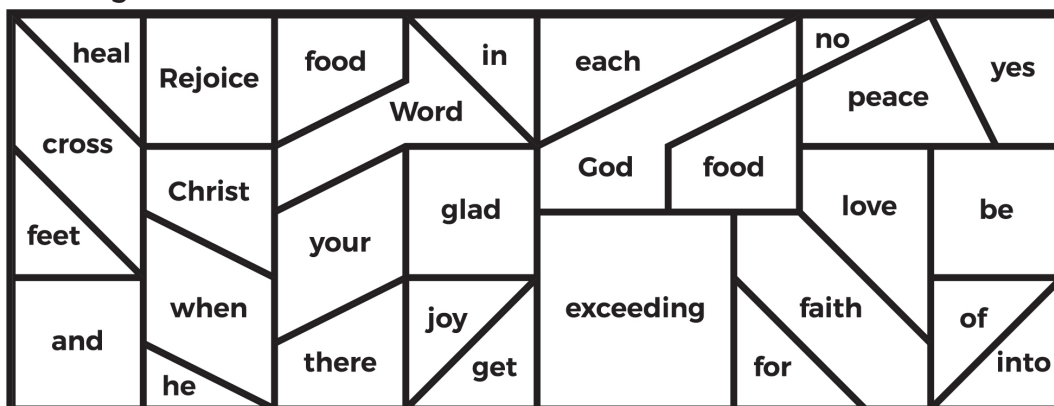 heal
Rejoice
food
in
each
no
yes
Word
peace
cross
God
food
Christ
glad
love
be
feet
your
when
exceeding
faith
and
joy
of
there
get
for
into
he